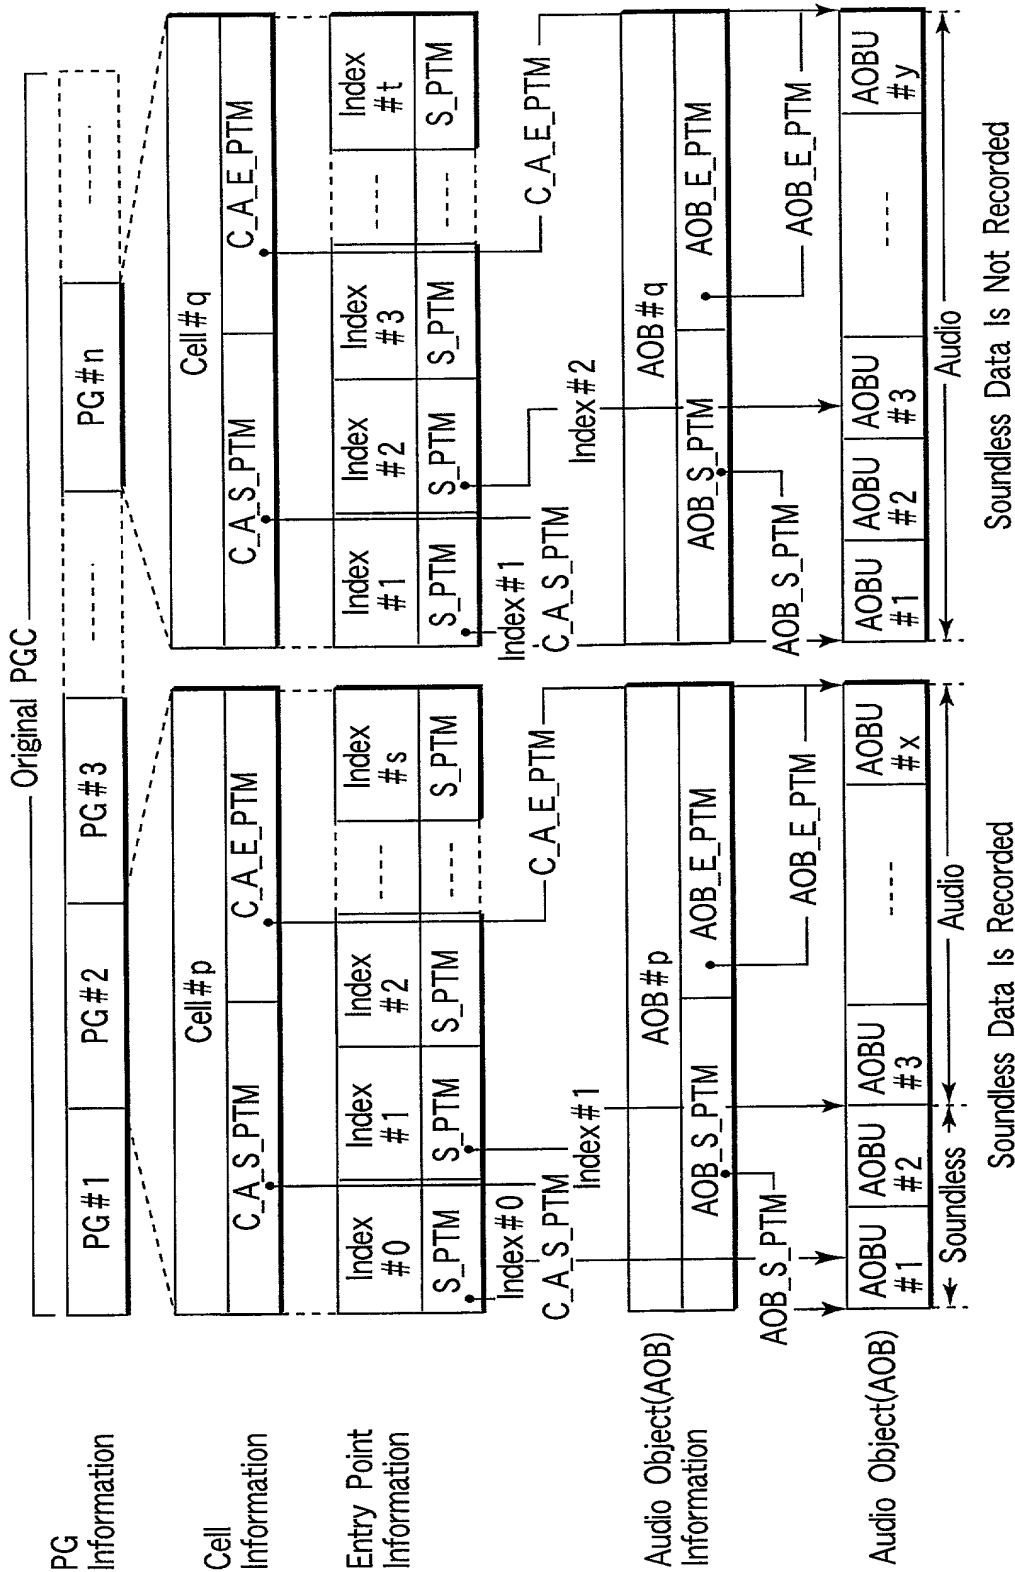 Original PGC
PG
Information
PG#1
PG#2
PG#3
PG#n
Cell
Information
Cell#p
C_A_S_PTM
C_A_E_PTM
Cell#q
C_A_S_PTM
C_A_E_PTM
Entry Point
Information
Index
#0
Index
#1
Index
#2
Index
#s
S_PTM
S_PTM
S_PTM
S_PTM
Index
#1
Index
#2
Index
#3
Index
#t
S_PTM
S_PTM
S_PTM
S_PTM
Index#0
C_A_S_PTM
Index#1
C_A_E_PTM
Index#1
C_A_S_PTM
Index#2
C_A_E_PTM
Audio Object(AOB)
Information
AOB#p
AOB_S_PTM
AOB_E_PTM
AOB#q
AOB_S_PTM
AOB_E_PTM
AOB_S_PTM
AOB_E_PTM
AOB_S_PTM
AOB_E_PTM
Audio Object(AOB)
AOBU
#1
AOBU
#2
AOBU
#3
AOBU
#x
AOBU
#1
AOBU
#2
AOBU
#3
AOBU
#y
Soundless
Audio
Audio
Soundless Data Is Recorded
Soundless Data Is Not Recorded